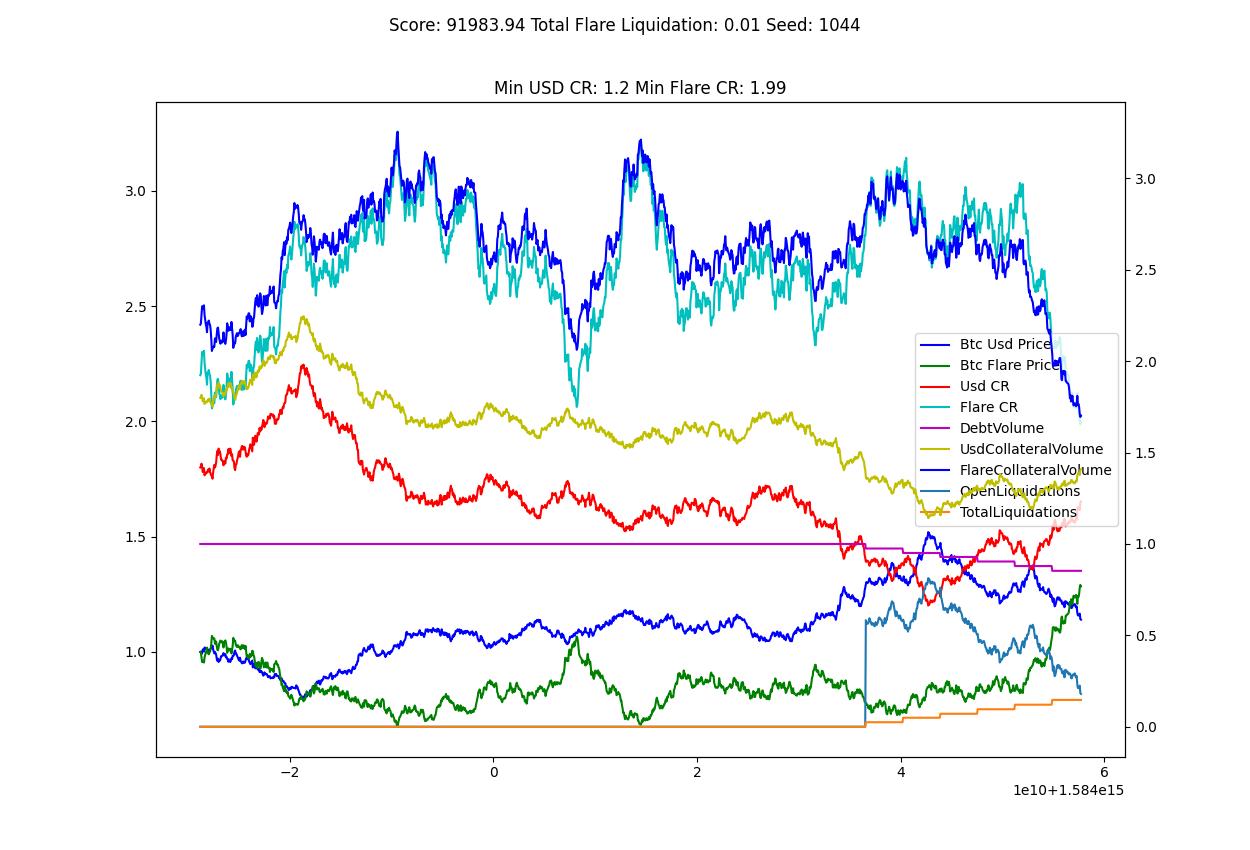 Score: 91983.94 Total Flare Liquidation: 0.01 Seed: 1044
Min USD CR: 1.2 Min Flare CR: 1.99
3.0
2.5
2.0
1.5
1.0
3.0
2.5
2.0
1.5
1.0
0.5
0.0
Btc Usd Price
Btc Flare Price
Usd CR
Flare CR
DebtVolume
UsdCollateralVolume
FlareCollateralVolume
OpenLiquidations
TotalLiquidations
−2
0
2
4
6
1e10+1.584e15